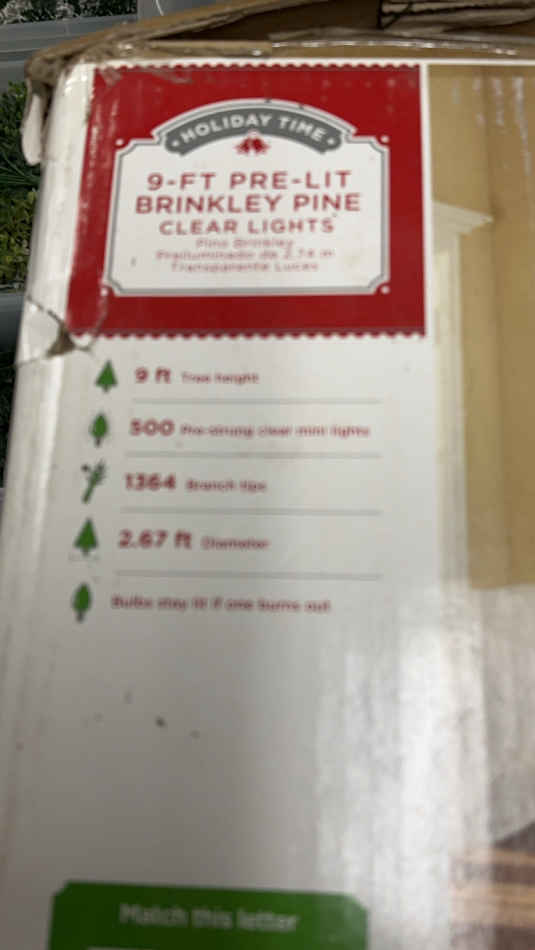 HOLIDAY TIME
9-FT PRE-LIT
BRINKLEY PINE
CLEAR LIGHTS
Pino Brinkley
Preiluminado de 2.74 m
Transparente Luces
9 ft Tree height
500 Pre-strung clear mini lights
1364 Branch tips
2.67 ft Diameter
Bulbs stay lit if one burns out
Match this letter